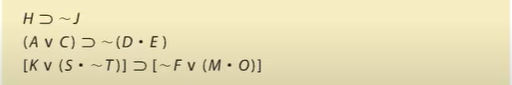 H ⊃ ~J
(A v C) ⊃ ~(D • E)
[K v (S • ~T)] ⊃ [~F v (M • O)]